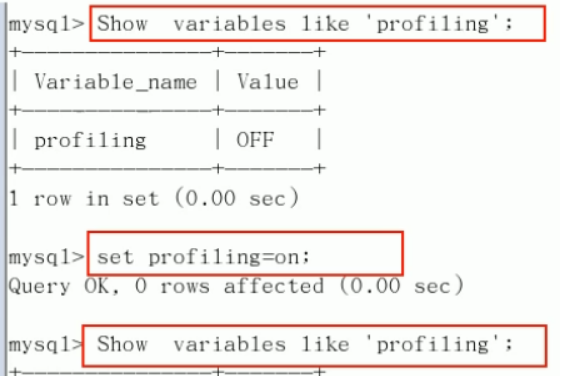 mysql> Show  variables like 'profiling';
+---------------+-------+
| Variable_name | Value |
+---------------+-------+
| profiling     | OFF   |
+---------------+-------+
1 row in set (0.00 sec)
mysql> set profiling=on;
Query OK, 0 rows affected (0.00 sec)
mysql> Show  variables like 'profiling';
+---------------+-------+